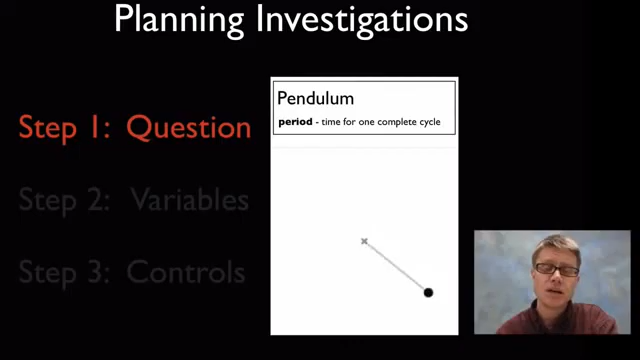 Planning Investigations
Step 1: Question
Step 2: Variables
Step 3: Controls
Pendulum
period - time for one complete cycle